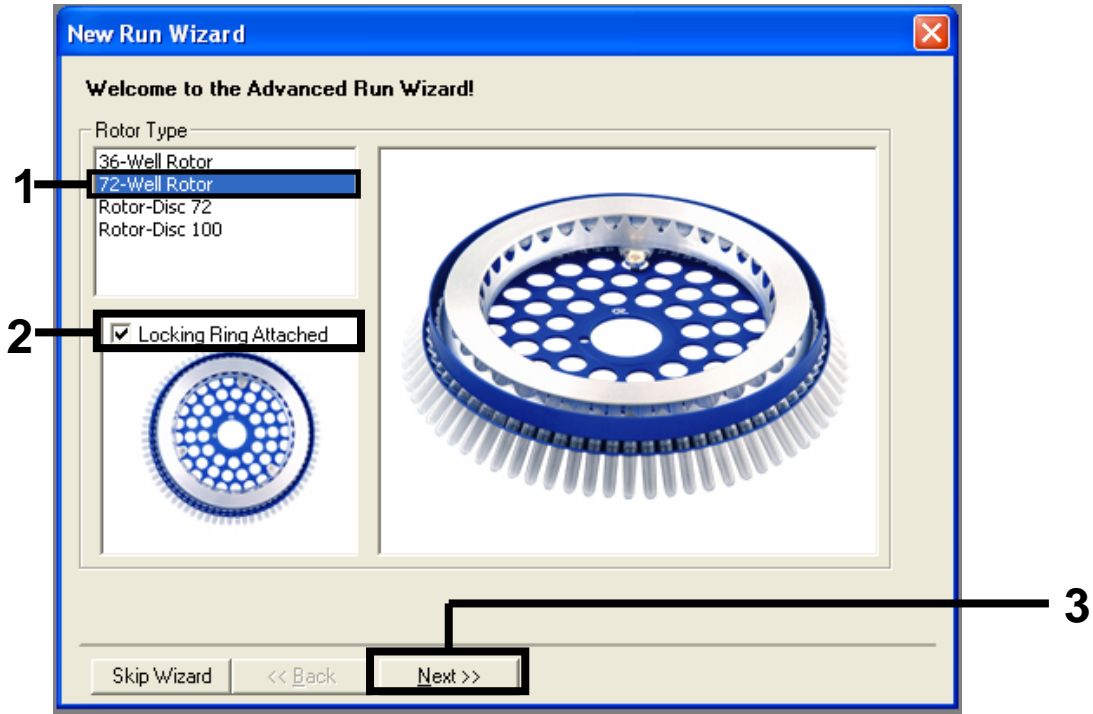 New Run Wizard
Welcome to the Advanced Run Wizard!
Rotor Type
36-Well Rotor
1
72-Well Rotor
Rotor-Disc 72
Rotor-Disc 100
2
Locking Ring Attached
3
Skip Wizard
<< Back
Next >>